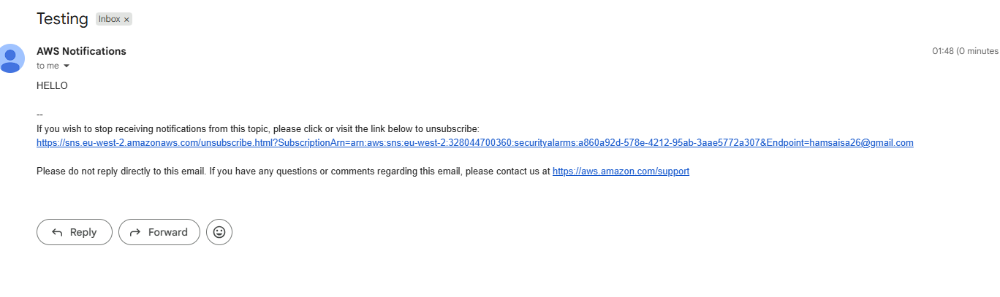 Testing Inbox ×
AWS Notifications 01:48 (0 minutes
to me
HELLO
--
If you wish to stop receiving notifications from this topic, please click or visit the link below to unsubscribe:
https://sns.eu-west-2.amazonaws.com/unsubscribe.html?SubscriptionArn=arn:aws:sns:eu-west-2:328044700360:securityalarms:a860a92d-578e-4212-95ab-3aae5772a307&Endpoint=hamsaisa26@gmail.com
Please do not reply directly to this email. If you have any questions or comments regarding this email, please contact us at https://aws.amazon.com/support
Reply Forward